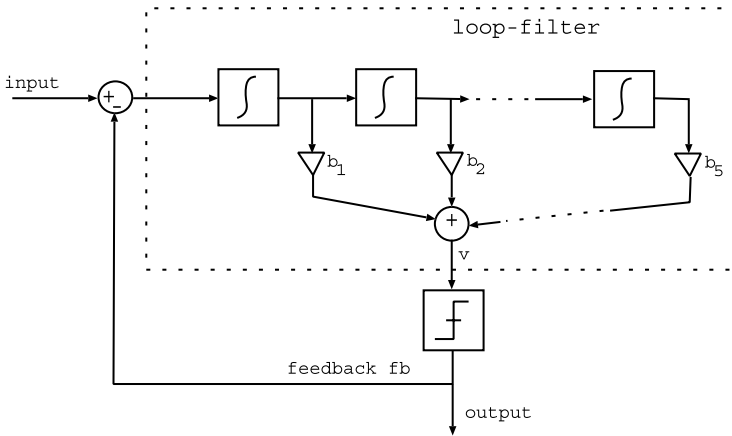 loop-filter
input
+
-
b1
b2
b5
+
v
feedback fb
output